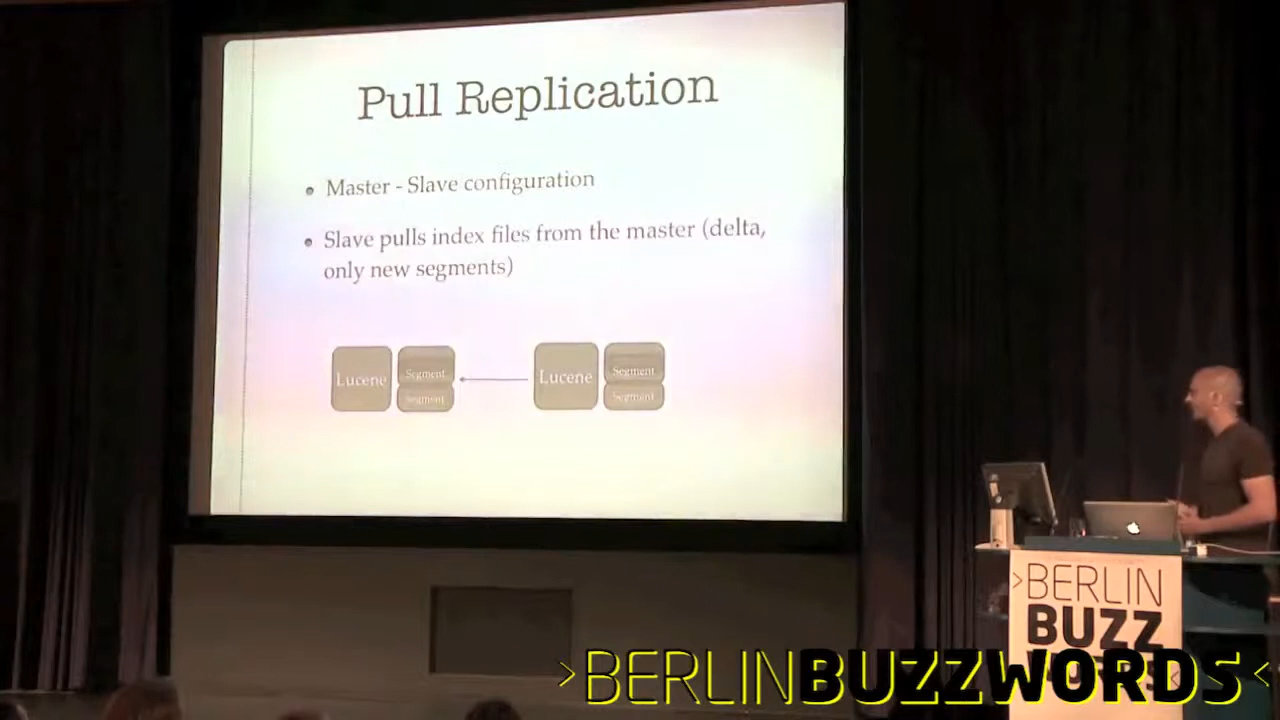 Pull Replication
Master - Slave configuration
Slave pulls index files from the master (delta,
only new segments)
Lucene
Segment
Segment
Lucene
Segment
Segment
>BERLIN
BUZZ
>BERLINBUZZWORDS<